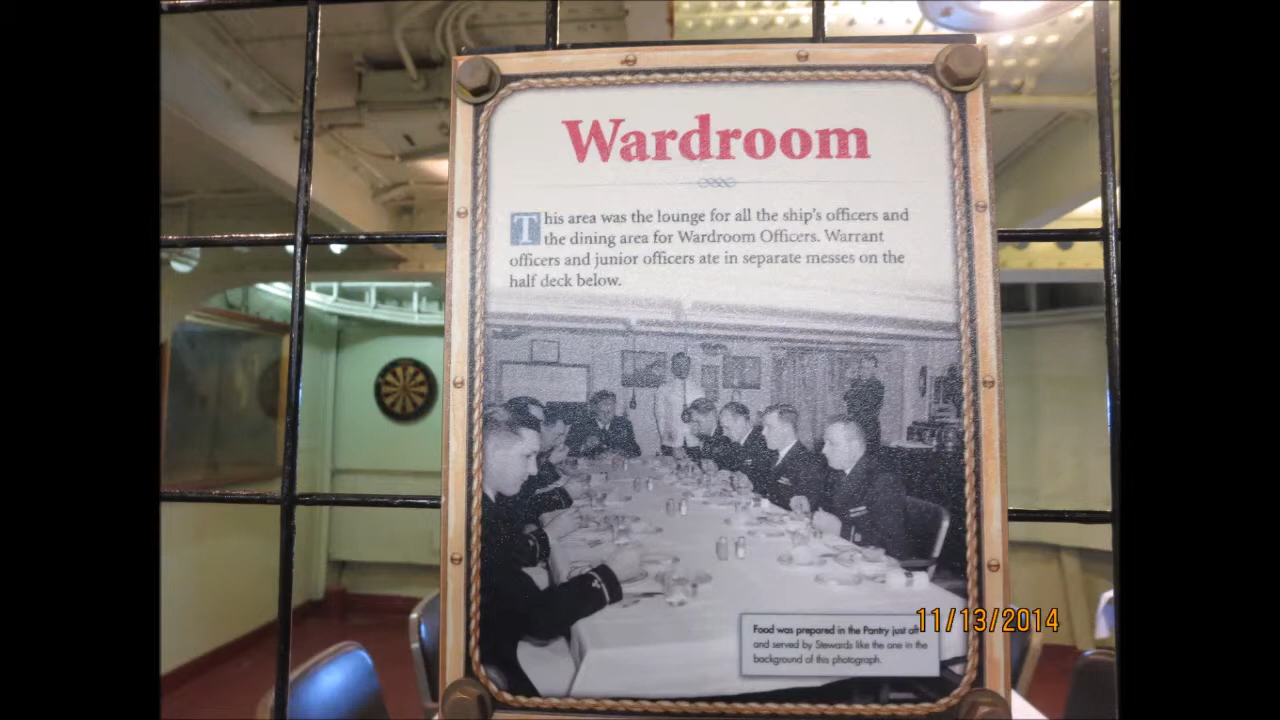 Wardroom
This area was the lounge for all the ship's officers and
the dining area for Wardroom Officers. Warrant
officers and junior officers ate in separate messes on the
half deck below.
Food was prepared in the Pantry just aft
and served by Stewards like the one in the
background of this photograph.
11/13/2014